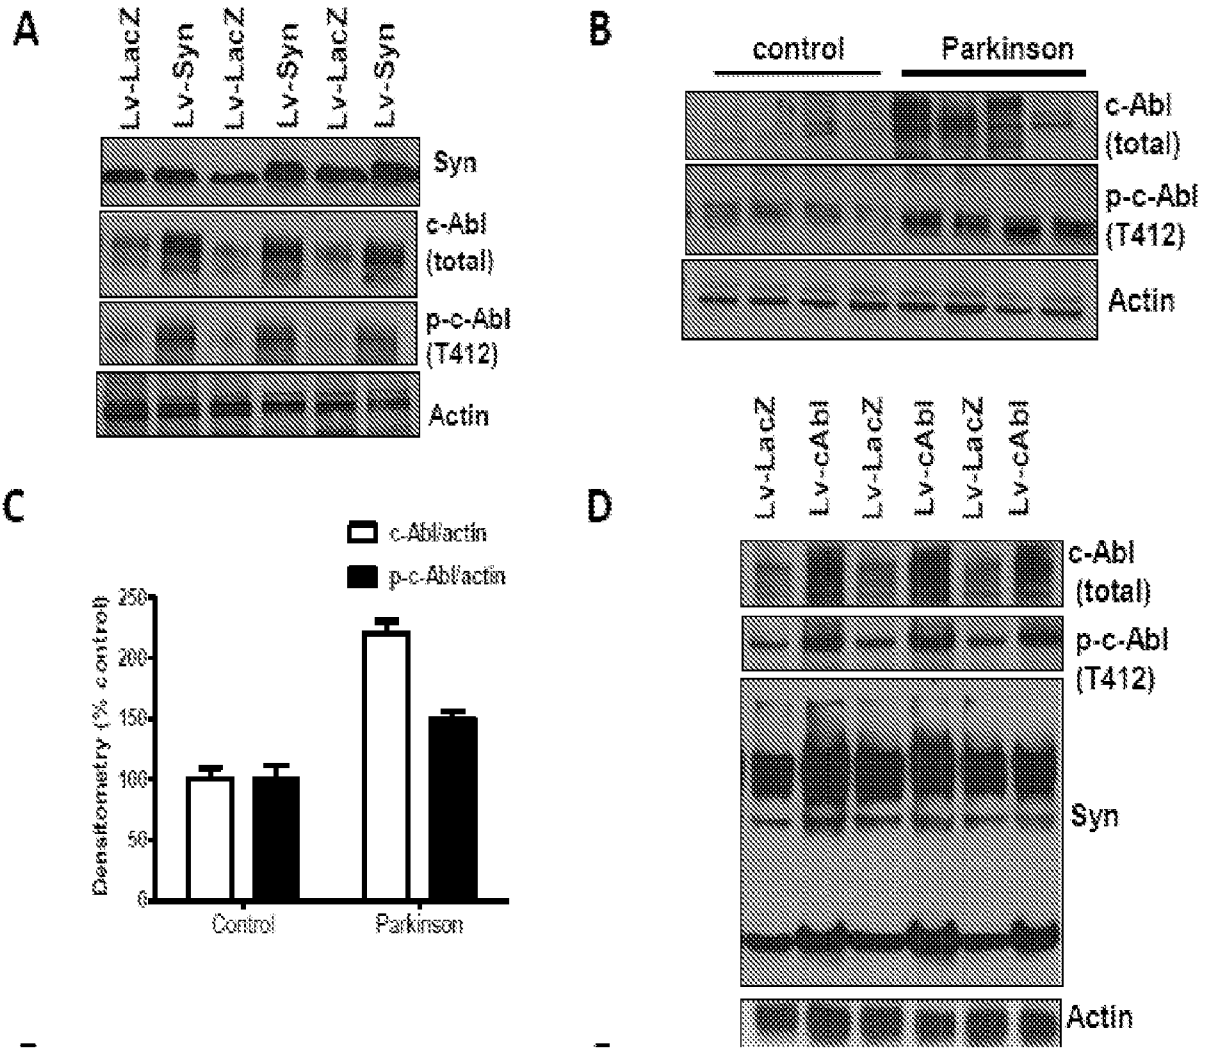 A
Lv-LacZ
Lv-Syn
Lv-LacZ
Lv-Syn
Lv-LacZ
Lv-Syn
Syn
c-Abl
(total)
p-c-Abl
(T412)
Actin
B
control
Parkinson
c-Abl
(total)
p-c-Abl
(T412)
Actin
C
c-Abl/actin
p-c-Abl/actin
Densitometry (% control)
250
200
150
100
50
0
Control
Parkinson
D
Lv-LacZ
Lv-cAbl
Lv-LacZ
Lv-cAbl
Lv-LacZ
Lv-cAbl
c-Abl
(total)
p-c-Abl
(T412)
Syn
Actin